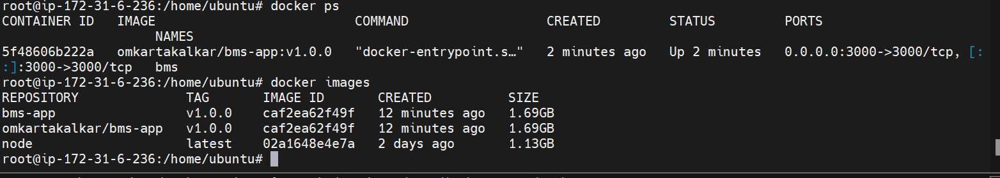 root@ip-172-31-6-236:/home/ubuntu# docker ps
CONTAINER ID   IMAGE                          COMMAND                  CREATED         STATUS         PORTS
                    NAMES
5f48606b222a   omkartakalkar/bms-app:v1.0.0   "docker-entrypoint.s…"   2 minutes ago   Up 2 minutes   0.0.0.0:3000->3000/tcp, [:
:]:3000->3000/tcp   bms
root@ip-172-31-6-236:/home/ubuntu# docker images
REPOSITORY              TAG       IMAGE ID       CREATED          SIZE
bms-app                 v1.0.0    caf2ea62f49f   12 minutes ago   1.69GB
omkartakalkar/bms-app   v1.0.0    caf2ea62f49f   12 minutes ago   1.69GB
node                    latest    02a1648e4e7a   2 days ago       1.13GB
root@ip-172-31-6-236:/home/ubuntu#